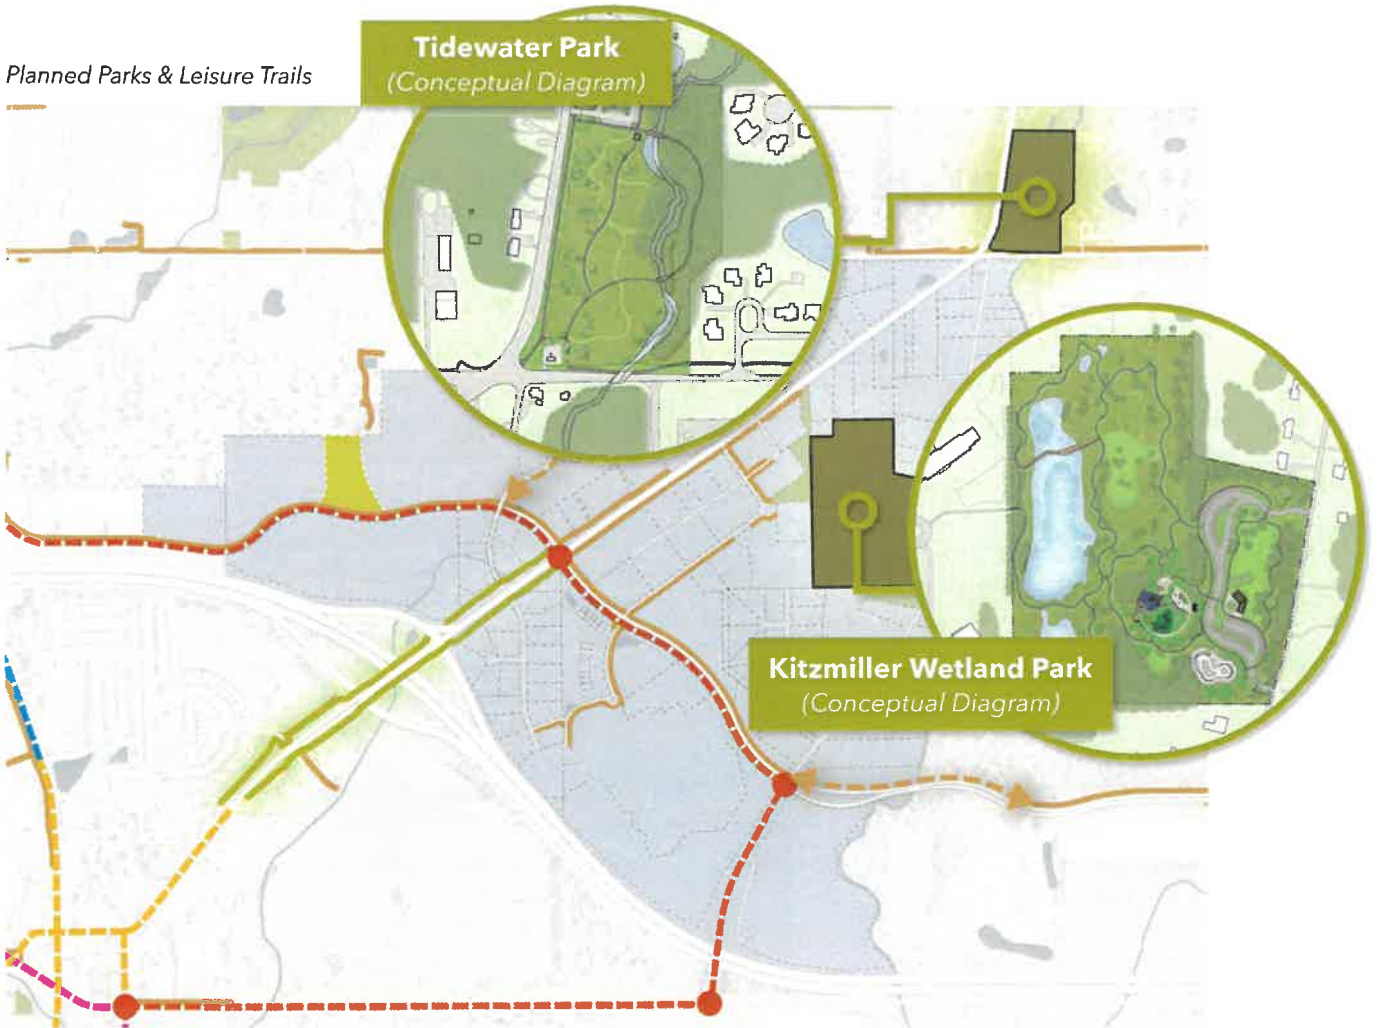 Tidewater Park
(Conceptual Diagram)
Planned Parks & Leisure Trails
Kitzmiller Wetland Park
(Conceptual Diagram)